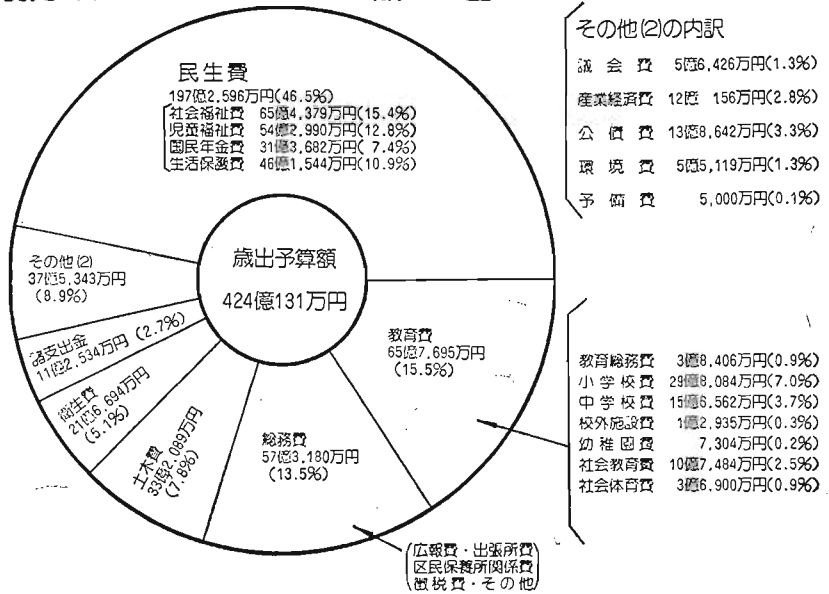 民生費
197億2,596万円(46.5%)
社会福祉費 65億4,379万円(15.4%)
児童福祉費 54億2,990万円(12.8%)
国民年金費 31億3,682万円( 7.4%)
生活保護費 46億1,544万円(10.9%)
その他(2)の内訳
議会費 5億6,426万円(1.3%)
産業経済費 12億 156万円(2.8%)
公債費 13億8,642万円(3.3%)
環境費 5億5,119万円(1.3%)
予備費 5,000万円(0.1%)
歳出予算額
424億131万円
その他(2)
37億5,343万円
(8.9%)
諸支出金
11億2,534万円 (2.7%)
衛生費
21億6,694万円
(5.1%)
土木費
33億2,089万円
(7.8%)
総務費
57億3,180万円
(13.5%)
教育費
65億7,695万円
(15.5%)
教育総務費 3億8,406万円(0.9%)
小学校費 29億8,084万円(7.0%)
中学校費 15億6,562万円(3.7%)
校外施設費 1億2,935万円(0.3%)
幼稚園費 7,304万円(0.2%)
社会教育費 10億7,484万円(2.5%)
社会体育費 3億6,900万円(0.9%)
広報費・出張所費
区民保養所関係費
徴税費・その他